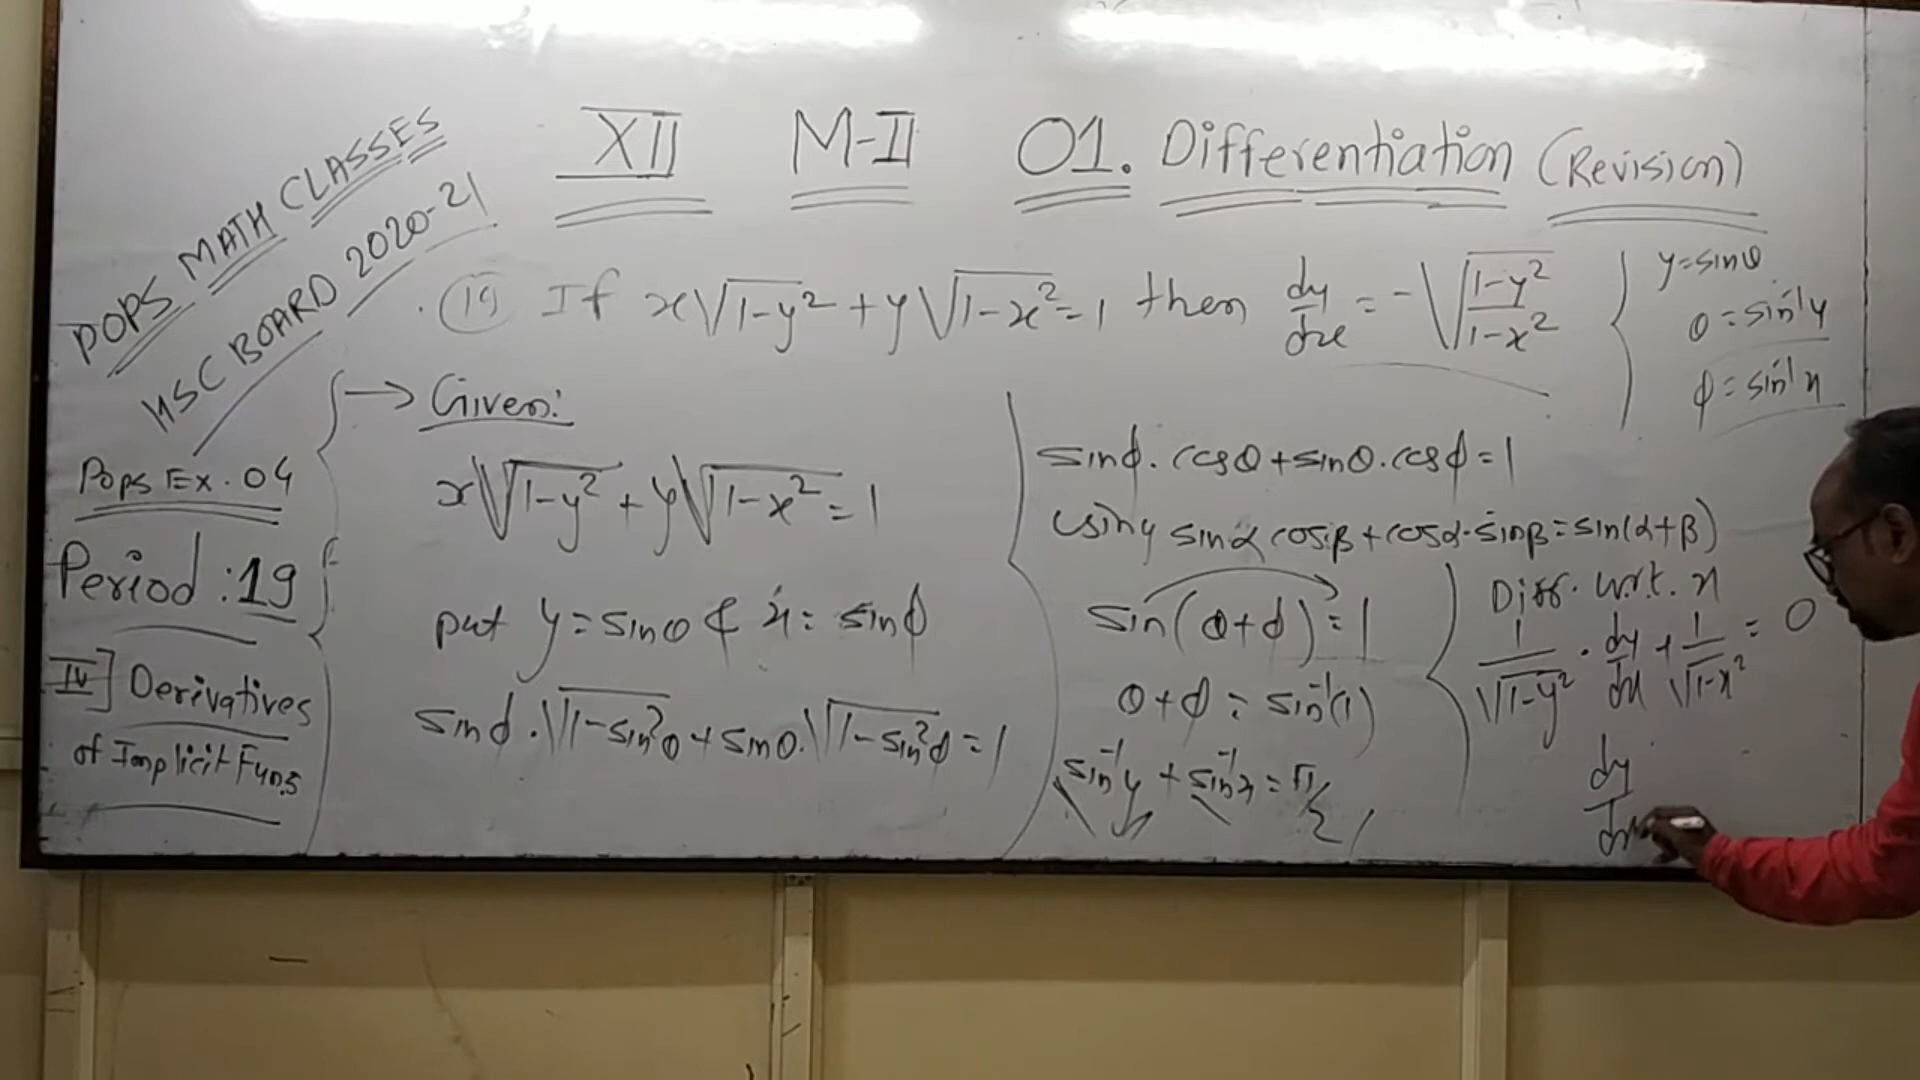 POPS MATH CLASSES
HSC BOARD 2020-21
XII M-II 01. Differentiation (Revision)
(19) If x√1-y² + y√1-x² = 1 then dy/dx = -√(1-y²/1-x²)
y = sinθ
θ = sin⁻¹y
ϕ = sin⁻¹x
Pops Ex. 04
Period : 19
IV] Derivatives
of Implicit Funs
→ Given:
x√1-y² + y√1-x² = 1
put y = sinθ & x = sinϕ
sinϕ.√1-sin²θ + sinθ.√1-sin²ϕ = 1
sinϕ. cosθ + sinθ. cosϕ = 1
using sinα cosβ + cosα.sinβ = sin(α+β)
sin(θ+ϕ) = 1
θ+ϕ = sin⁻¹(1)
sin⁻¹y + sin⁻¹x = π/2
Diff. w.r.t. x
1/√1-y² . dy/dx + 1/√1-x² = 0
dy/dx